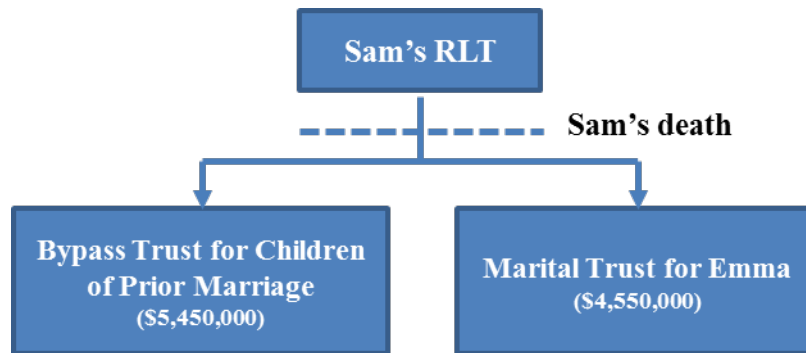 Sam’s RLT
Sam’s death
Bypass Trust for Children
of Prior Marriage
($5,450,000)
Marital Trust for Emma
($4,550,000)